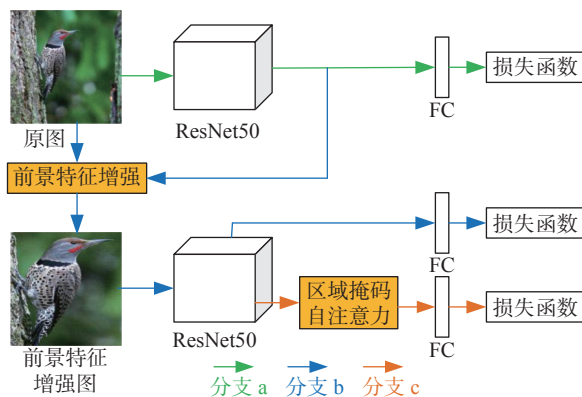 原图
ResNet50
FC
损失函数
前景特征增强
FC
损失函数
前景特征
增强图
ResNet50
区域掩码
自注意力
FC
损失函数
分支 a
分支 b
分支 c